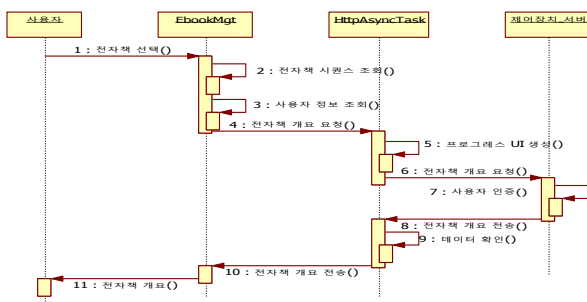 사용자
EbookMgt
HttpAsyncTask
제어장치_서버
1 : 전자책 선택()
2 : 전자책 시퀀스 조회()
3 : 사용자 정보 조회()
4 : 전자책 개요 요청()
5 : 프로그레스 UI 생성()
6 : 전자책 개요 요청()
7 : 사용자 인증()
8 : 전자책 개요 전송()
9 : 데이터 확인()
10 : 전자책 개요 전송()
11 : 전자책 개요()